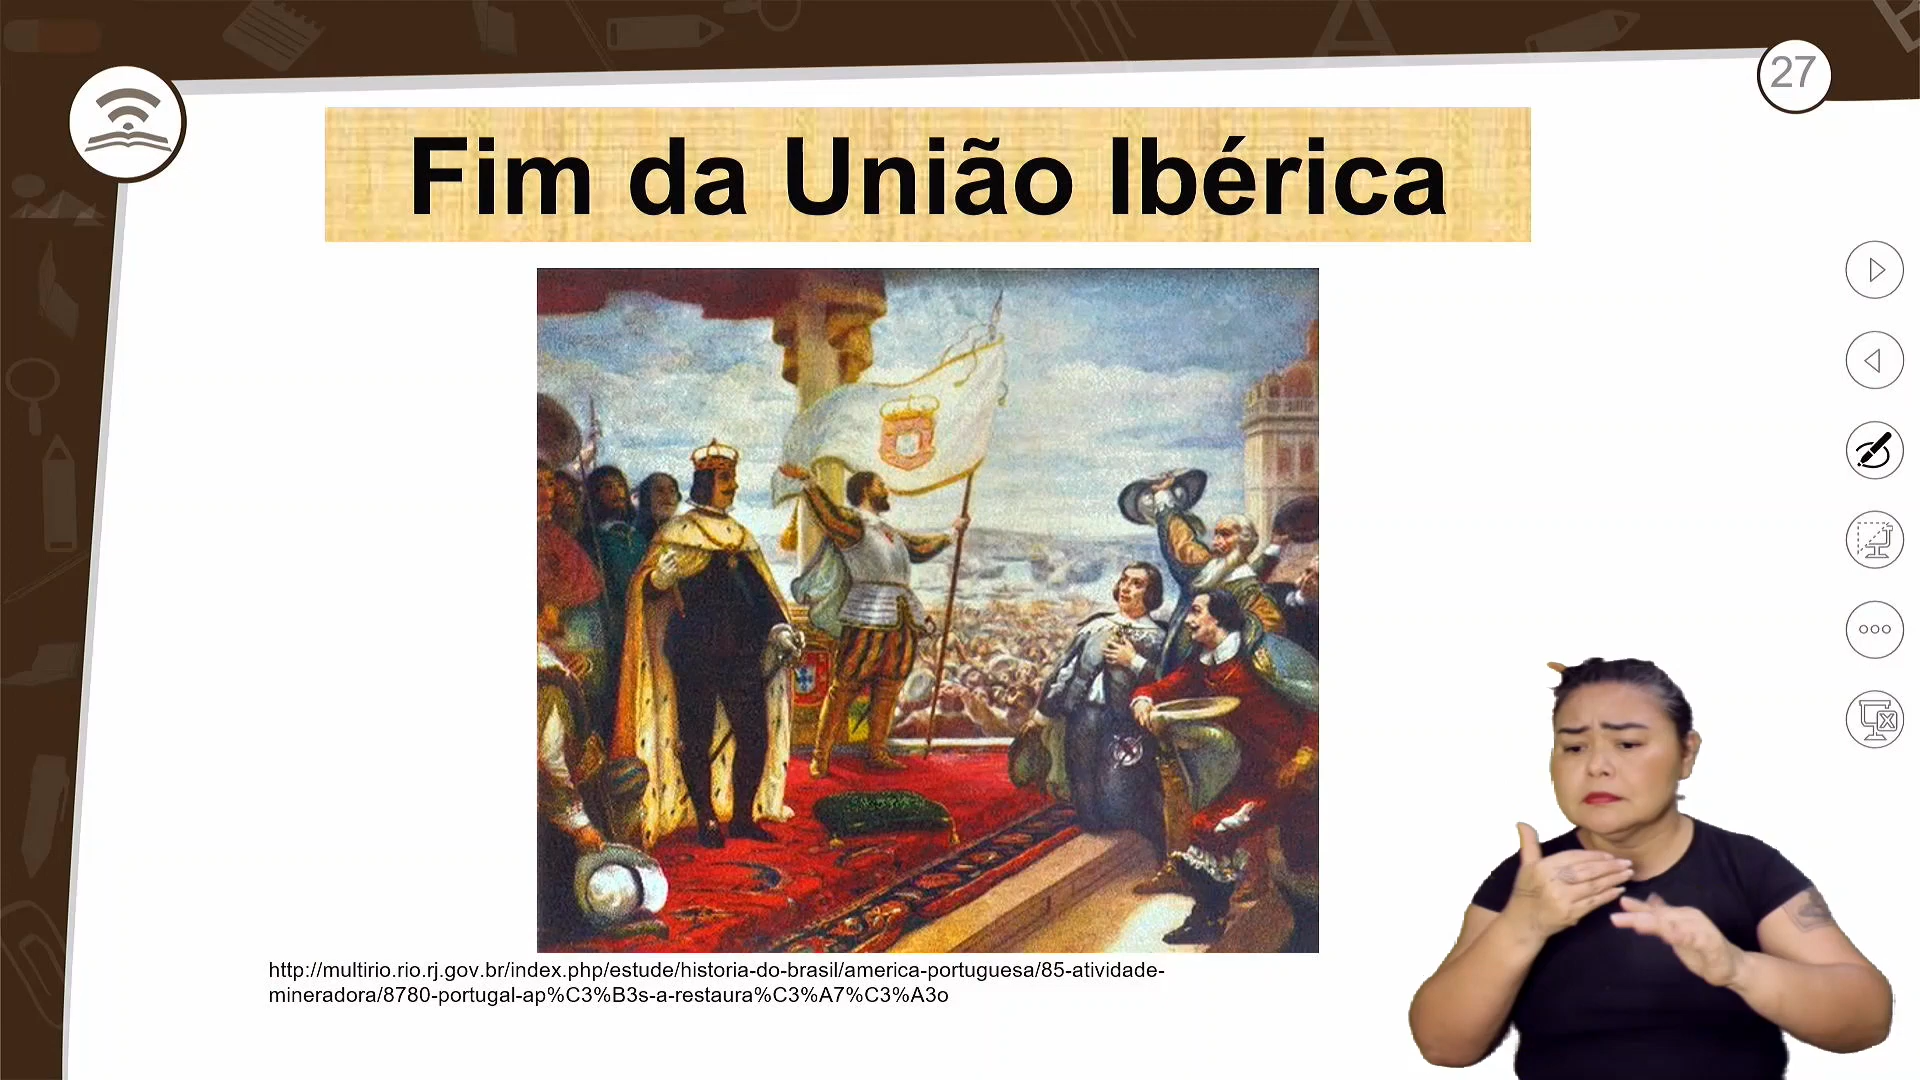 27
Fim da União Ibérica
http://multirio.rio.rj.gov.br/index.php/estude/historia-do-brasil/america-portuguesa/85-atividade-
mineradora/8780-portugal-ap%C3%B3s-a-restaura%C3%A7%C3%A3o